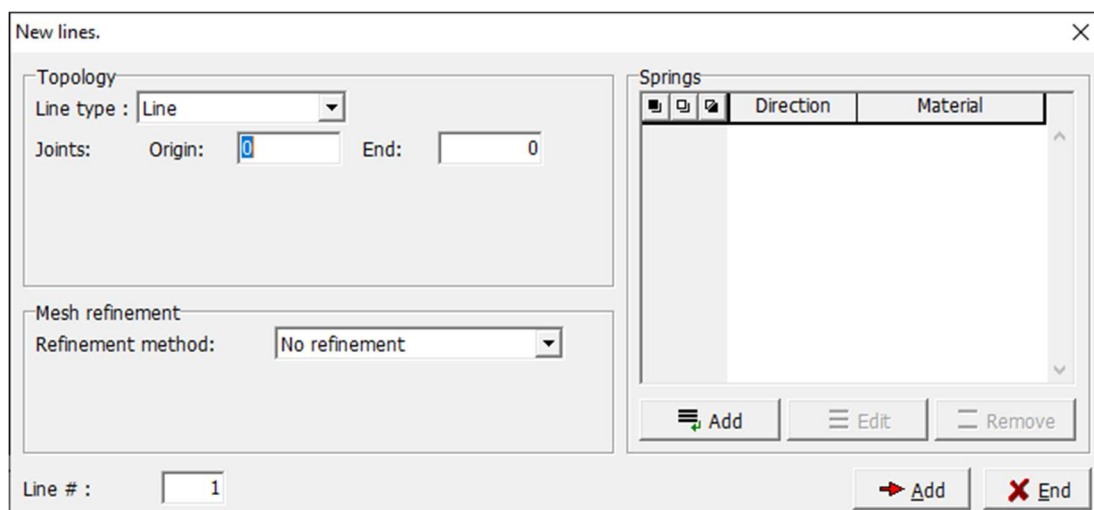 New lines.
Topology
Line type : Line
Joints: Origin: 0 End: 0
Mesh refinement
Refinement method: No refinement
Springs
Direction Material
Add Edit Remove
Line # : 1
Add End